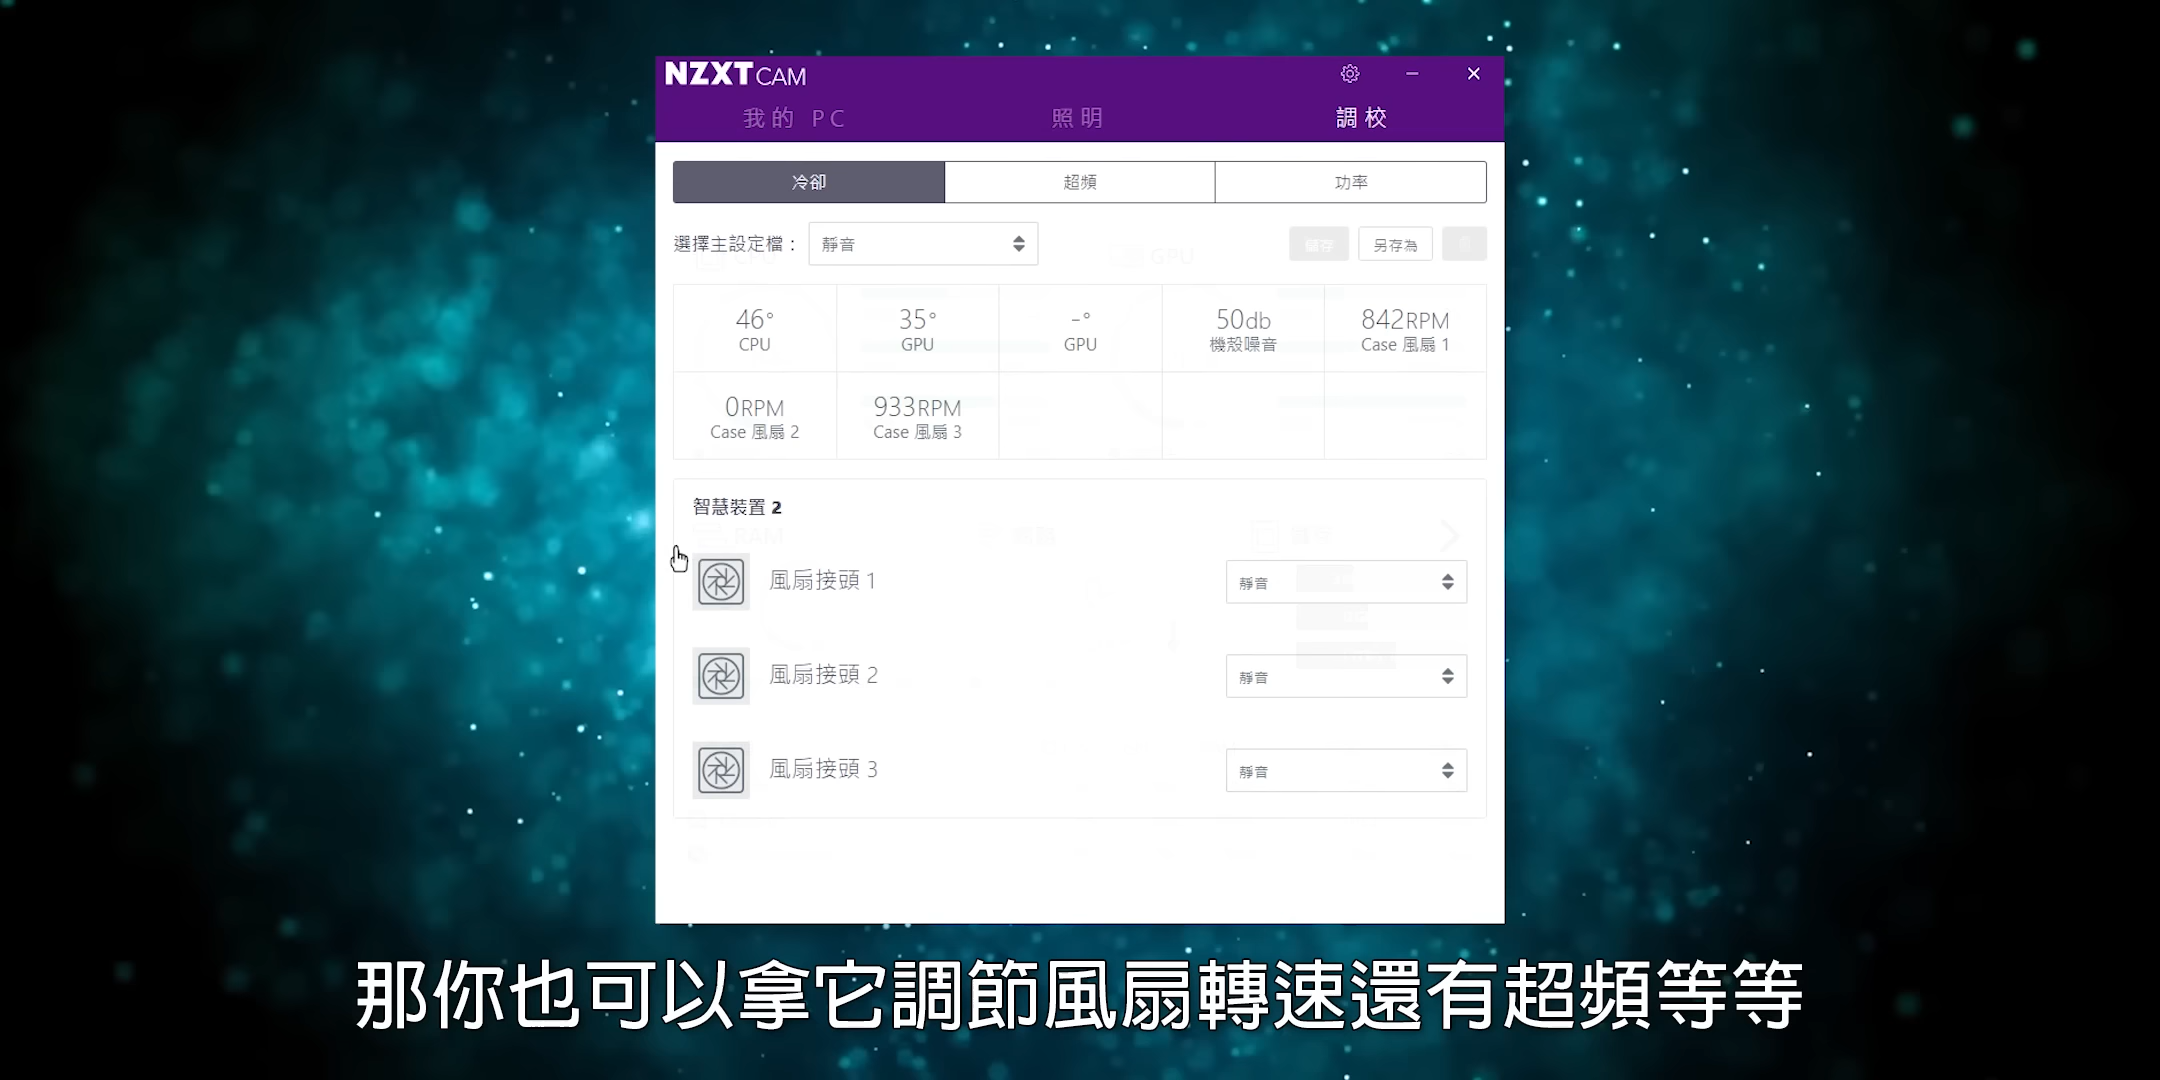 NZXT CAM
我的 PC
照明
調校
冷卻
超頻
功率
選擇主設定檔：
靜音
儲存
另存為
GPU
46°
CPU
35°
GPU
-°
GPU
50db
機殼噪音
842RPM
Case 風扇 1
0RPM
Case 風扇 2
933RPM
Case 風扇 3
智慧裝置 2
RAM
風扇接頭 1
靜音
風扇接頭 2
靜音
風扇接頭 3
靜音
那你也可以拿它調節風扇轉速還有超頻等等